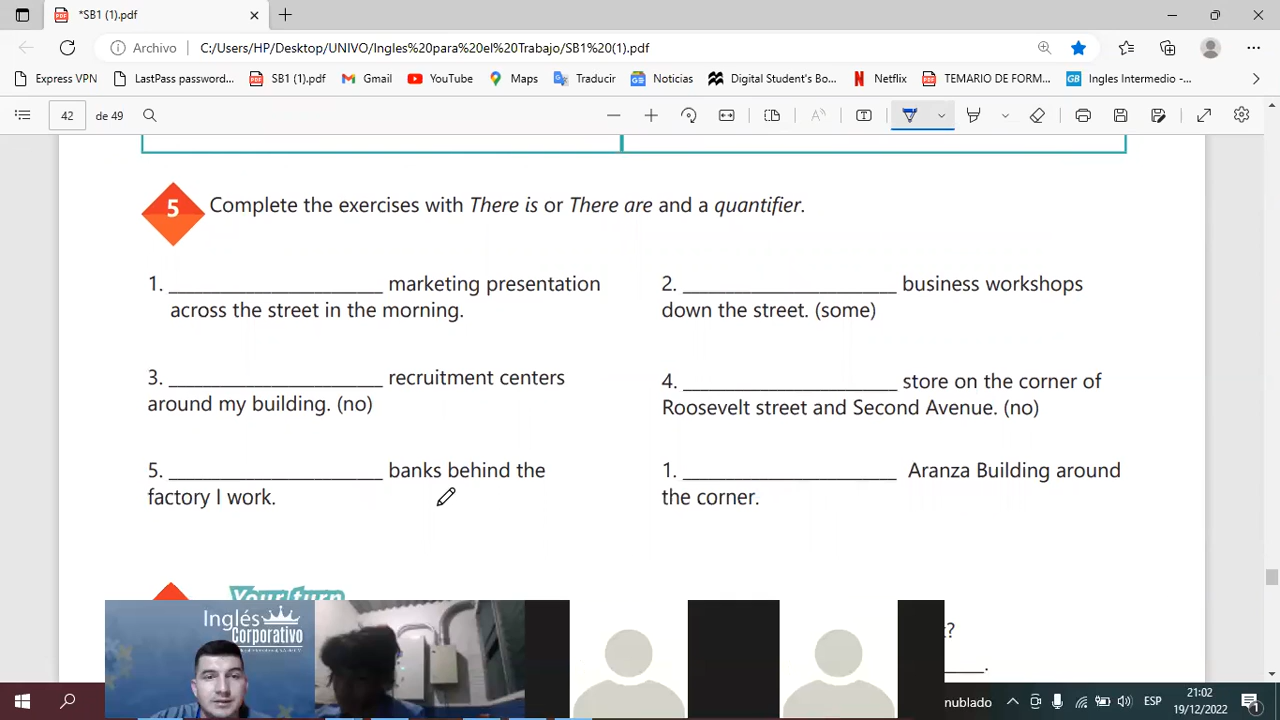 *SB1 (1).pdf
Archivo C:/Users/HP/Desktop/UNIVO/Ingles%20para%20el%20Trabajo/SB1%20(1).pdf
Express VPN LastPass password... SB1 (1).pdf Gmail YouTube Maps Traducir Noticias Digital Student's Bo... Netflix TEMARIO DE FORM... Ingles Intermedio -...
42 de 49
5 Complete the exercises with There is or There are and a quantifier.
1. ____________________ marketing presentation
across the street in the morning.
2. ____________________ business workshops
down the street. (some)
3. ____________________ recruitment centers
around my building. (no)
4. ____________________ store on the corner of
Roosevelt street and Second Avenue. (no)
5. ____________________ banks behind the
factory I work.
1. ____________________ Aranza Building around
the corner.
Your turn
Inglés
Corporativo
?
____.
nublado ESP 21:02
19/12/2022